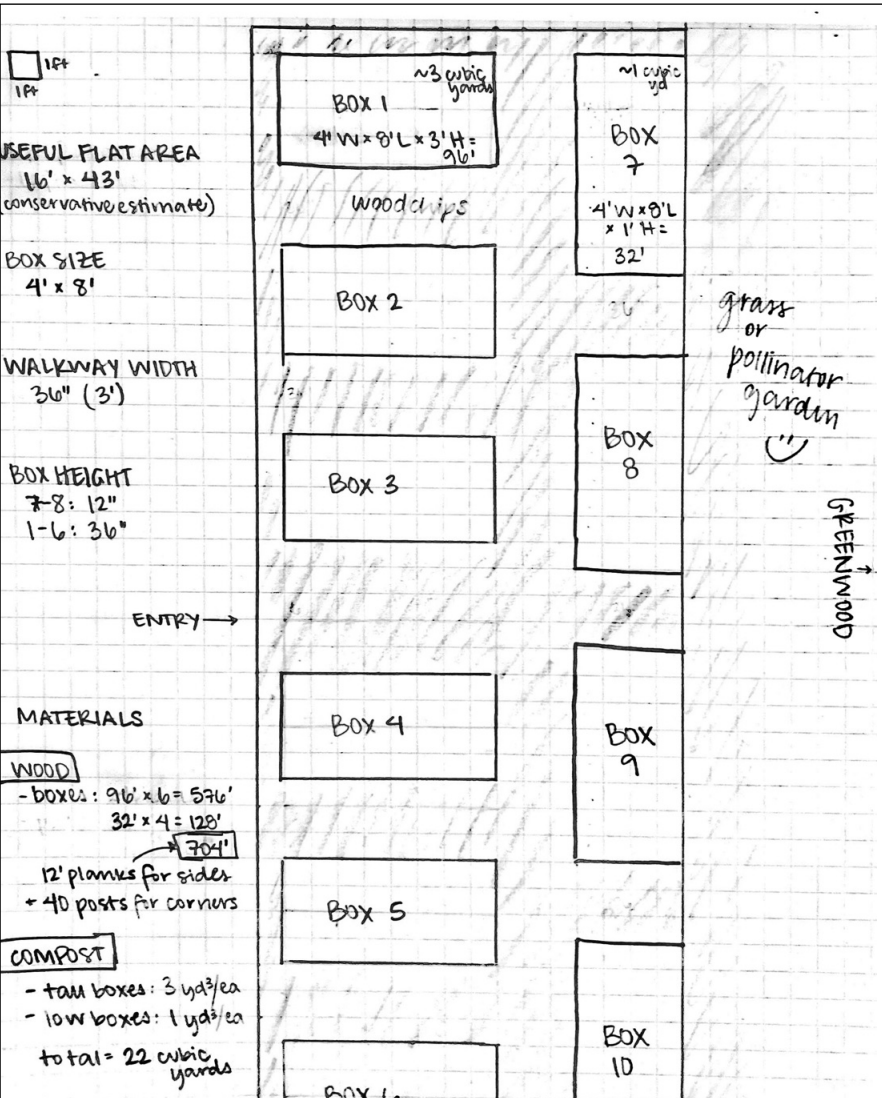 1ft
1ft
USEFUL FLAT AREA
16' × 43'
(conservative estimate)
BOX SIZE
4' × 8'
WALKWAY WIDTH
36" (3')
BOX HEIGHT
7-8: 12"
1-6: 36"
ENTRY →
MATERIALS
WOOD
- boxes: 96' × 6 = 576'
32' × 4 = 128'
704'
12' planks for sides
+ 40 posts for corners
COMPOST
- tall boxes: 3 yd³/ea
- low boxes: 1 yd³/ea
total = 22 cubic
yards
~3 cubic
yards
BOX 1
4' W × 8' L × 3' H =
96'
woodchips
BOX 2
BOX 3
BOX 4
BOX 5
BOX 6
~1 cubic
yd
BOX
7
4' W × 8' L
× 1' H =
32'
BOX
8
BOX
9
BOX
10
grass
or
pollinator
garden
GREENWOOD →